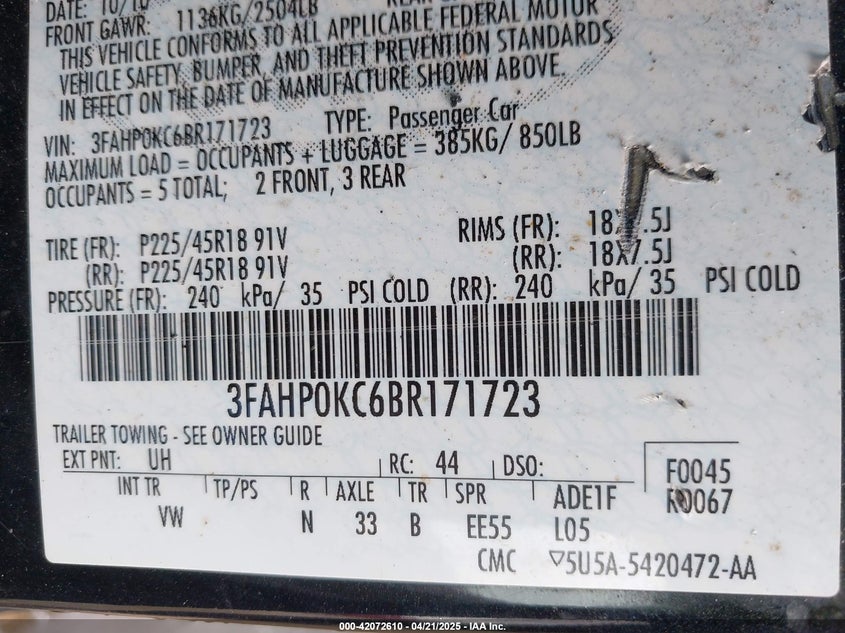 DATE: 10/10
FRONT GAWR: 1136KG/2504LB
THIS VEHICLE CONFORMS TO ALL APPLICABLE FEDERAL MOTOR
VEHICLE SAFETY, BUMPER, AND THEFT PREVENTION STANDARDS
IN EFFECT ON THE DATE OF MANUFACTURE SHOWN ABOVE.
VIN: 3FAHP0KC6BR171723 TYPE: Passenger Car
MAXIMUM LOAD = OCCUPANTS + LUGGAGE = 385KG/ 850LB
OCCUPANTS = 5 TOTAL; 2 FRONT, 3 REAR
TIRE (FR): P225/45R18 91V RIMS (FR): 18X7.5J
(RR): P225/45R18 91V (RR): 18X7.5J
PRESSURE (FR): 240 kPa/ 35 PSI COLD (RR): 240 kPa/ 35 PSI COLD
3FAHP0KC6BR171723
TRAILER TOWING - SEE OWNER GUIDE
EXT PNT: UH RC: 44 DSO: F0045
INT TR TP/PS R AXLE TR SPR ADE1F R0067
VW N 33 B EE55 L05
CMC ▽5U5A-5420472-AA
000-42072610 - 04/21/2025 - IAA Inc.